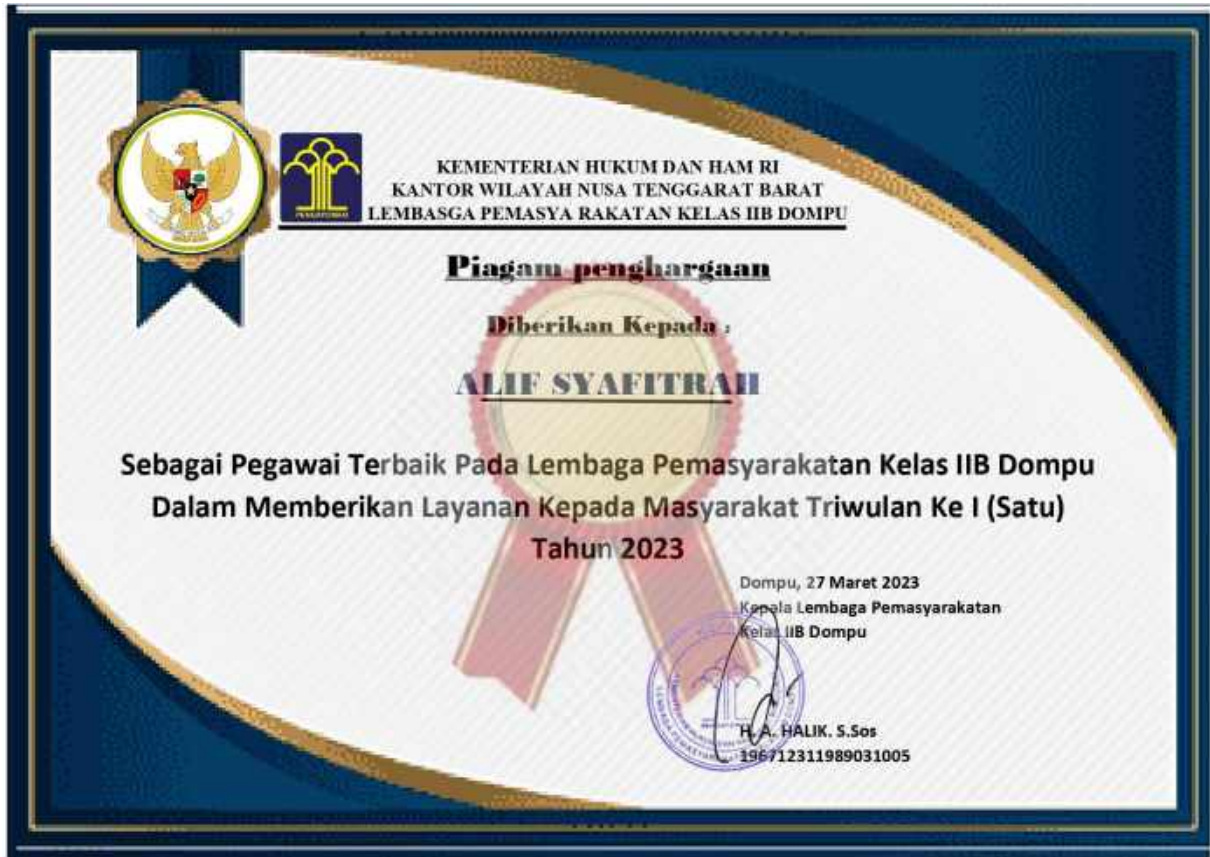 KEMENTERIAN HUKUM DAN HAM RI
KANTOR WILAYAH NUSA TENGGARAT BARAT
LEMBASGA PEMASYA RAKATAN KELAS IIB DOMPU
PENGAYOMAN
Piagam penghargaan
Diberikan Kepada :
ALIF SYAFITRAH
Sebagai Pegawai Terbaik Pada Lembaga Pemasyarakatan Kelas IIB Dompu
Dalam Memberikan Layanan Kepada Masyarakat Triwulan Ke I (Satu)
Tahun 2023
Dompu, 27 Maret 2023
Kepala Lembaga Pemasyarakatan
Kelas IIB Dompu
H. A. HALIK. S.Sos
196712311989031005